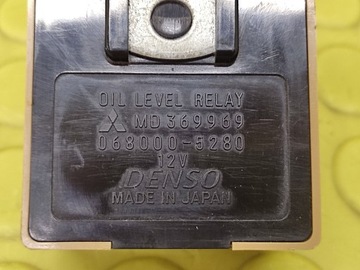 OIL LEVEL RELAY
MD369969
068000-5280
12V
DENSO
MADE IN JAPAN